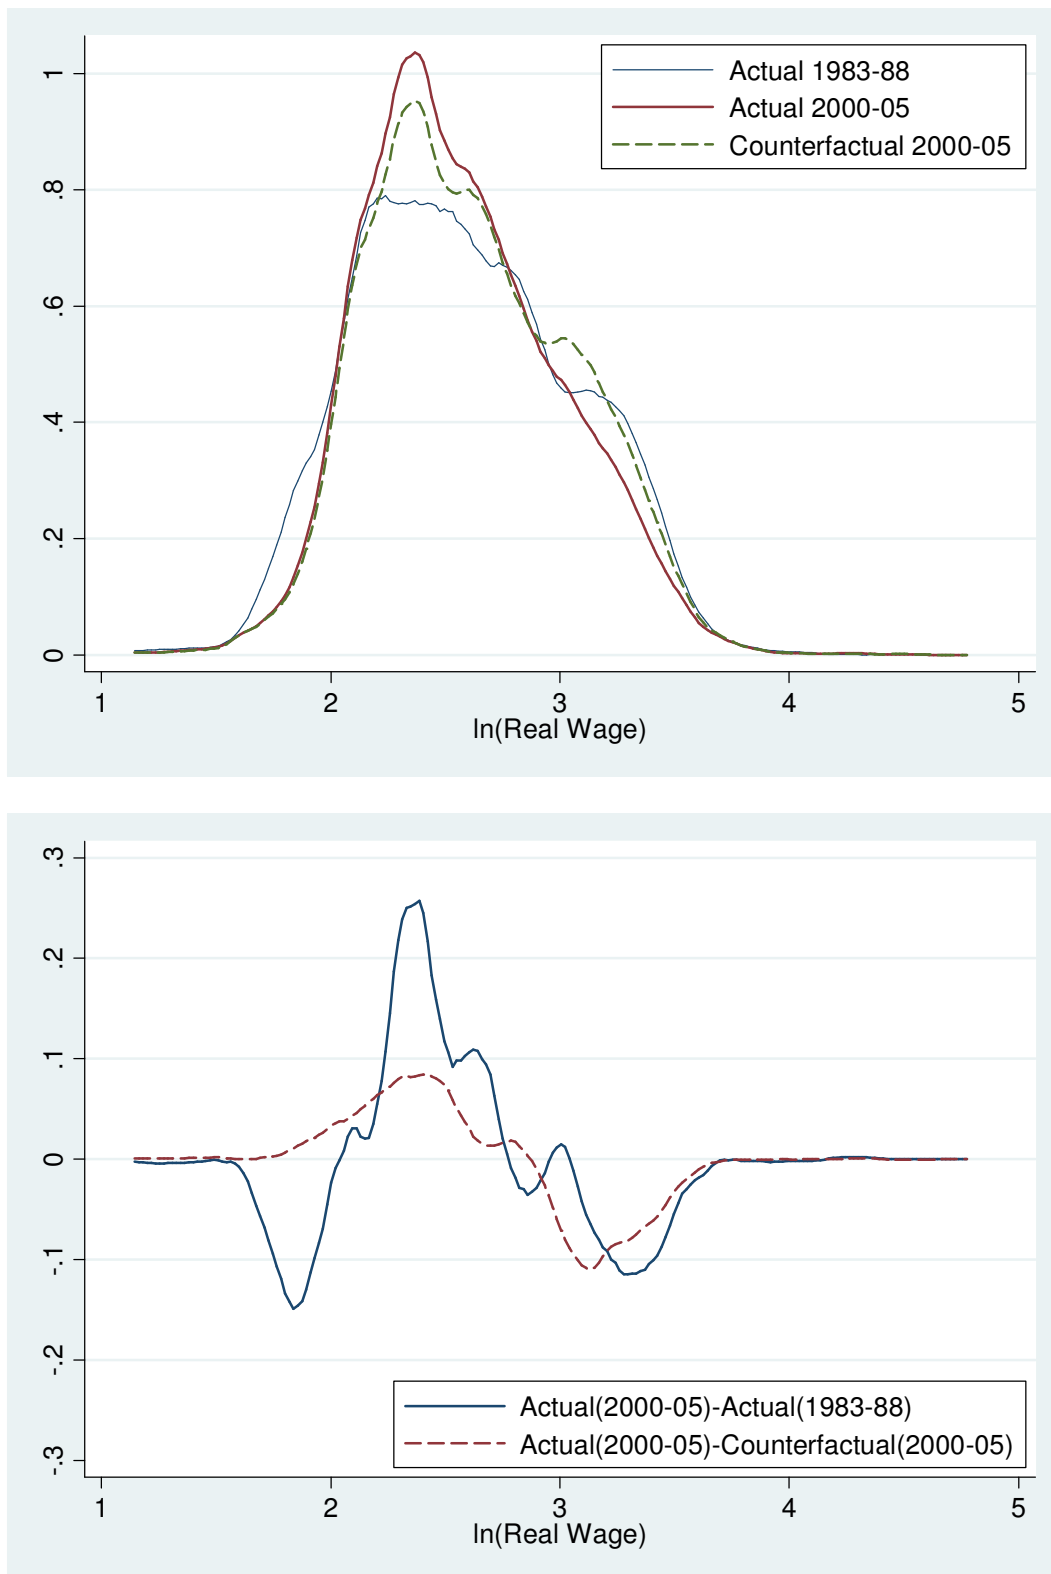 1
.8
.6
.4
.2
0
Actual 1983-88
Actual 2000-05
Counterfactual 2000-05
1 2 3 4 5
ln(Real Wage)
.3
.2
.1
0
-.1
-.2
-.3
Actual(2000-05)-Actual(1983-88)
Actual(2000-05)-Counterfactual(2000-05)
1 2 3 4 5
ln(Real Wage)